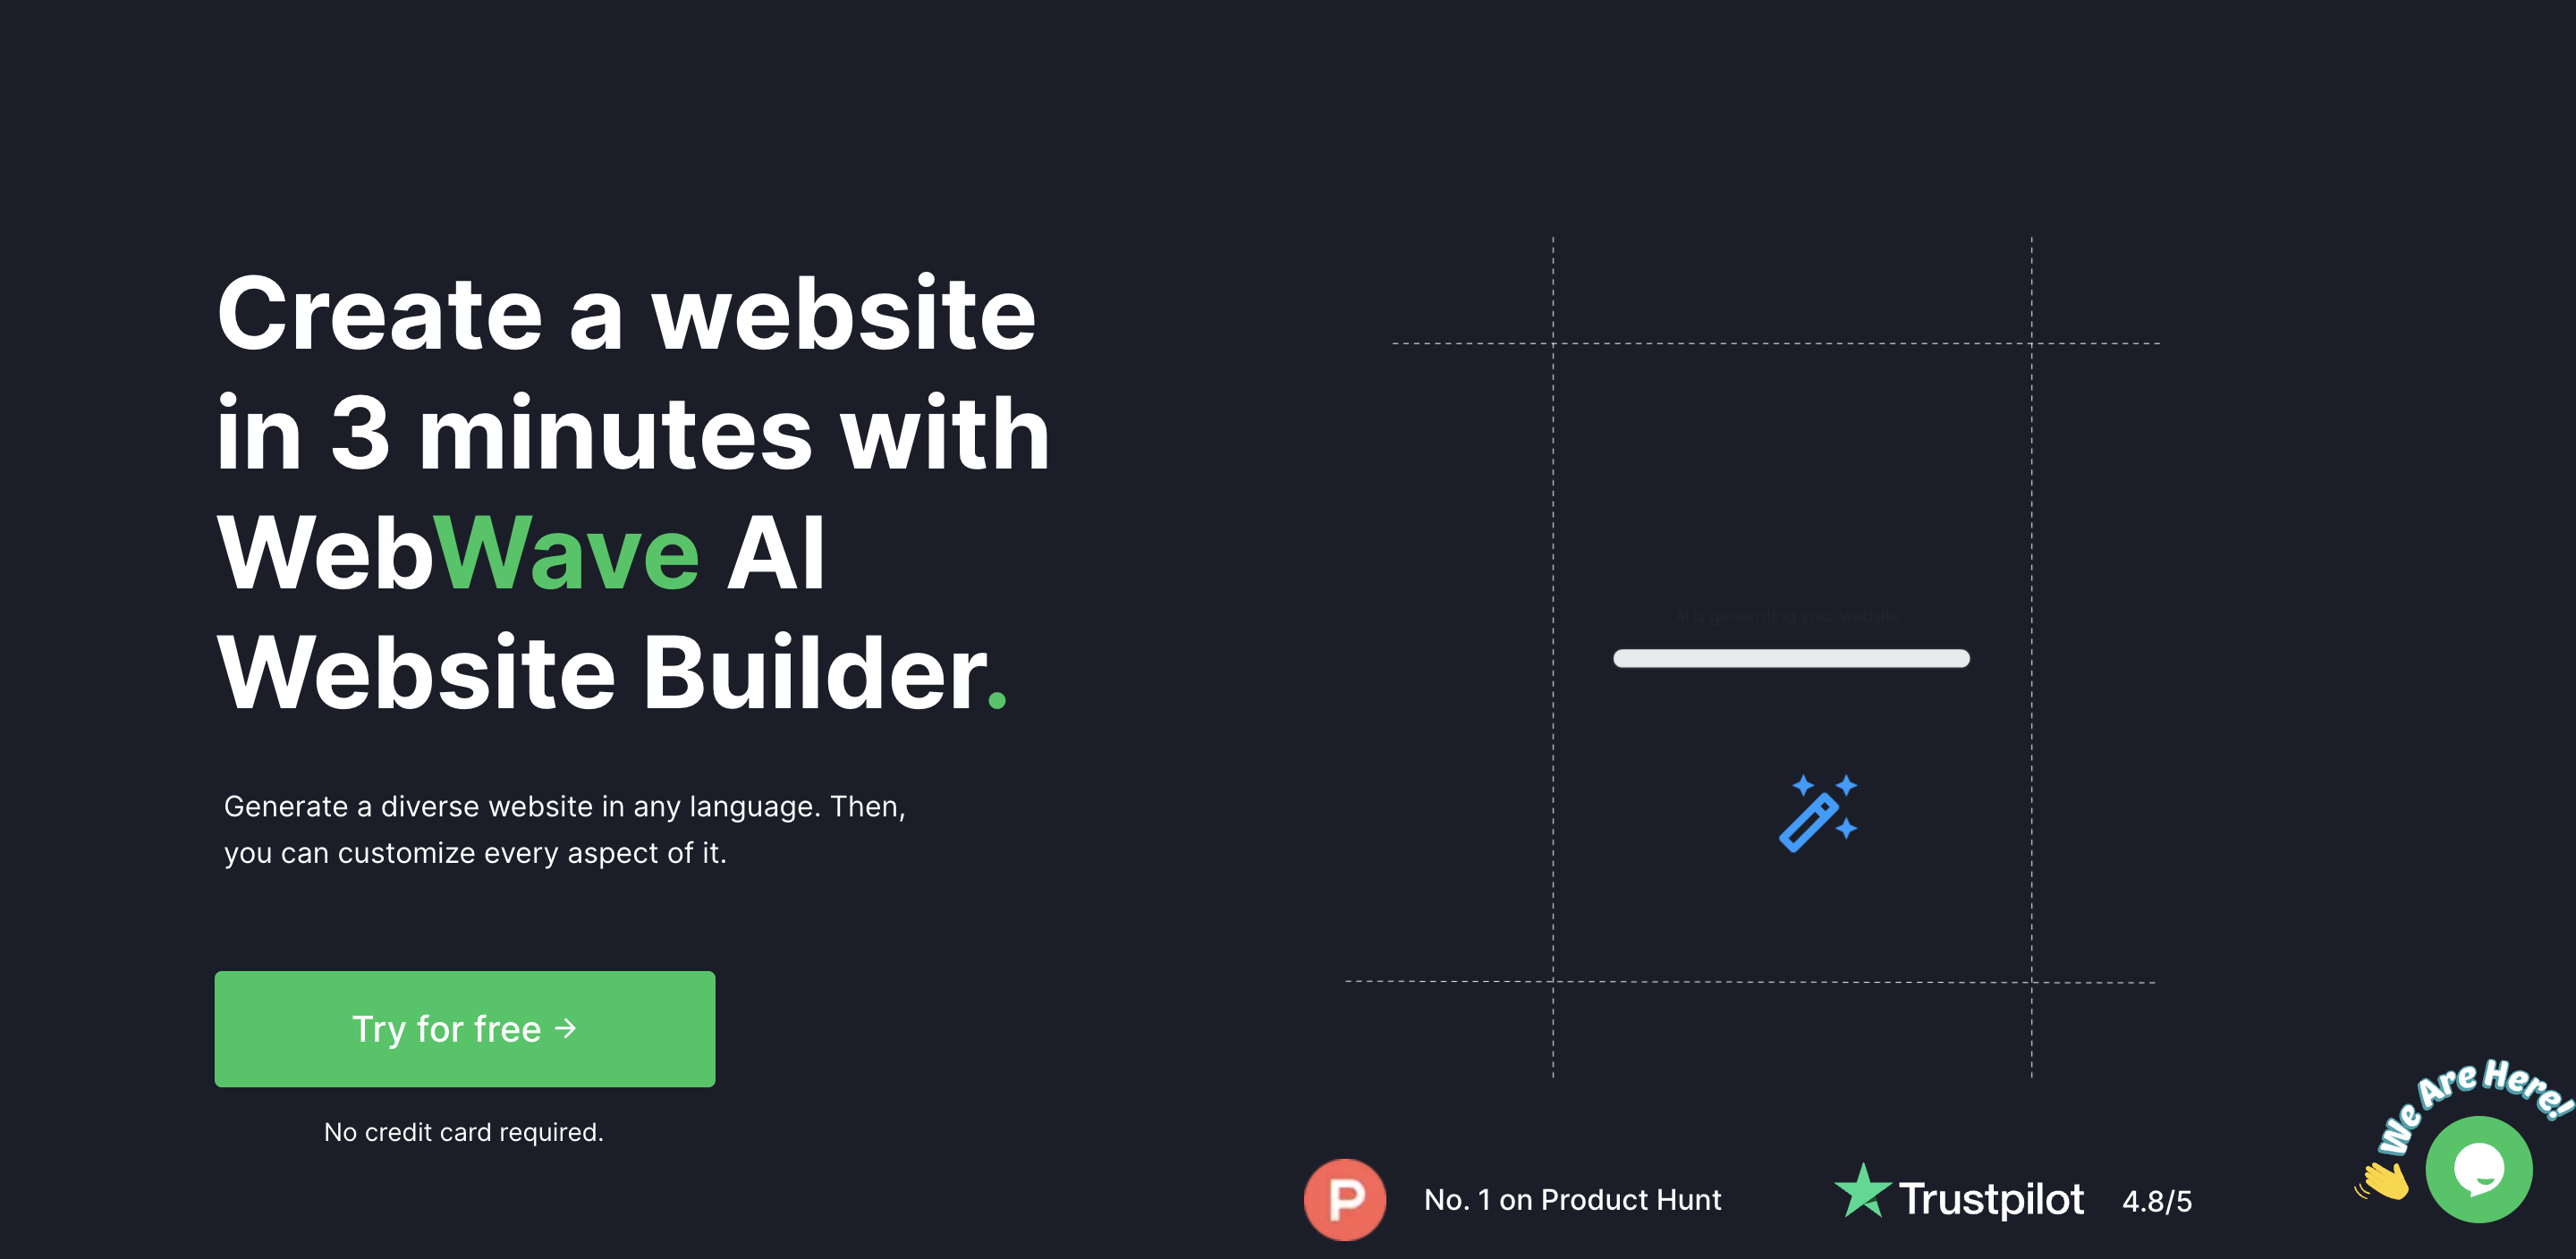 Create a website
in 3 minutes with
WebWave AI
Website Builder.
Generate a diverse website in any language. Then,
you can customize every aspect of it.
Try for free →
No credit card required.
AI is generating your website...
P
No. 1 on Product Hunt
Trustpilot
4.8/5
We Are Here!